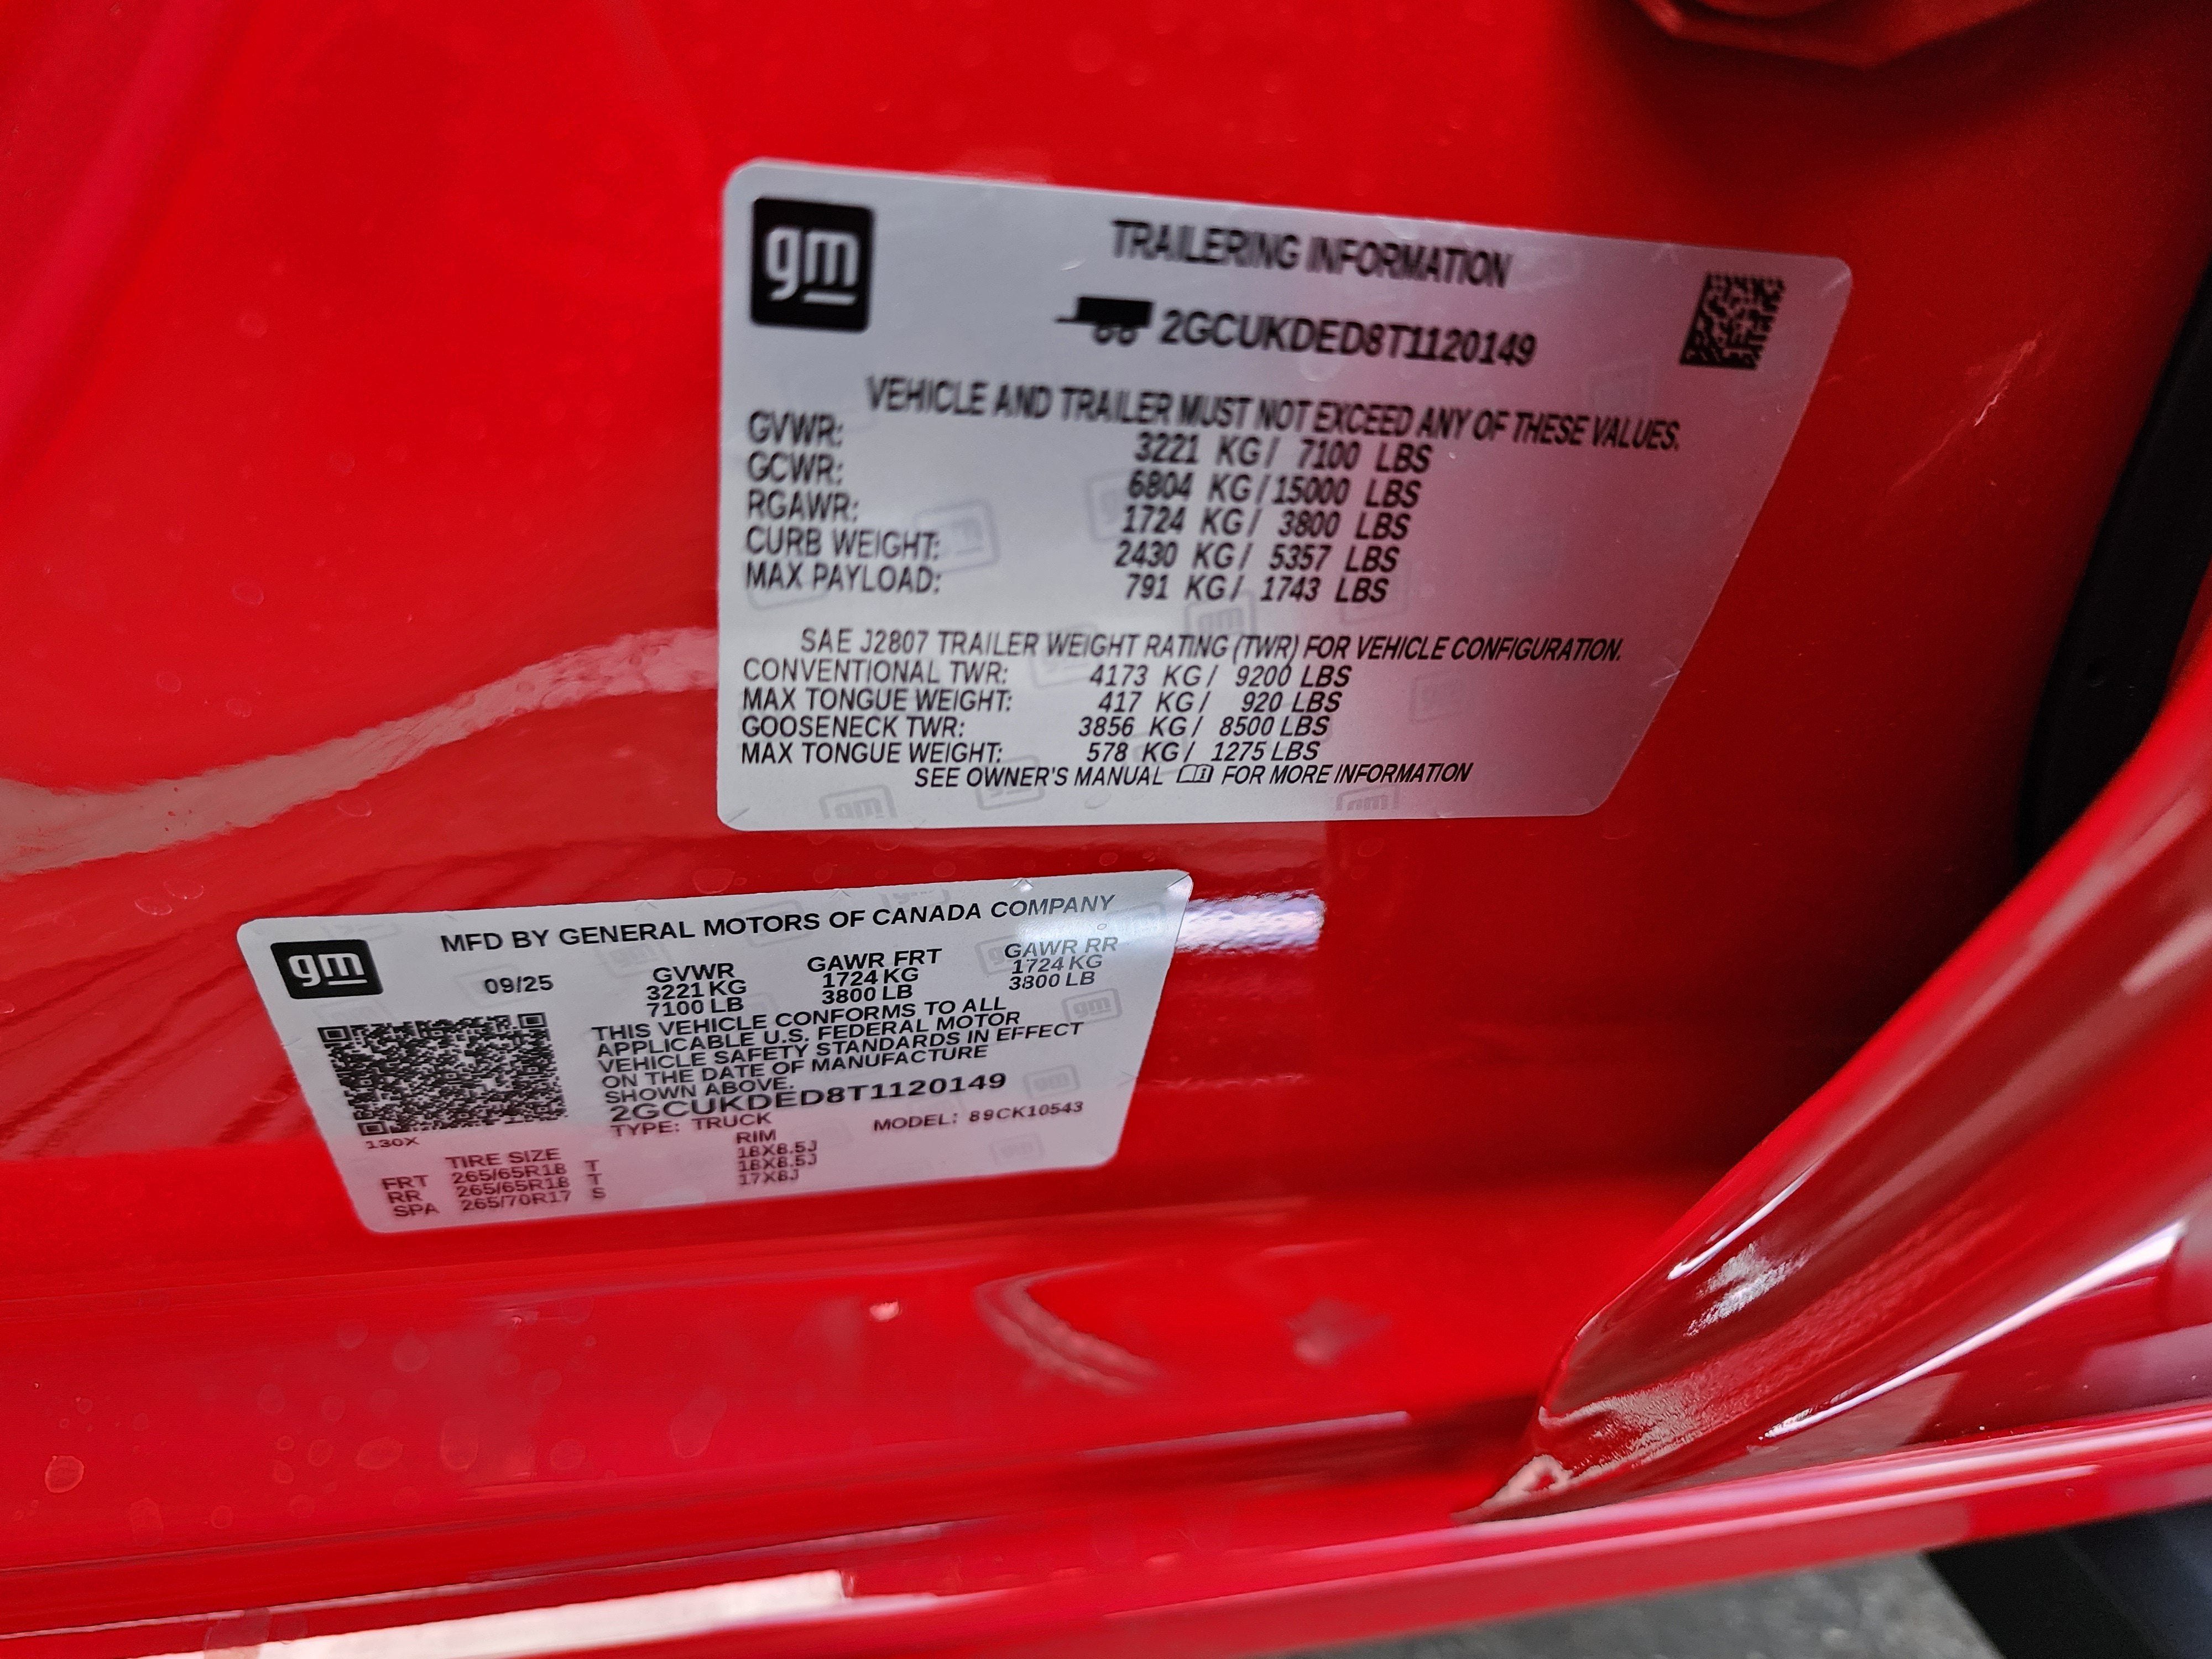 gm
TRAILERING INFORMATION
2GCUKDED8T1120149
VEHICLE AND TRAILER MUST NOT EXCEED ANY OF THESE VALUES.
GVWR: 3221 KG/ 7100 LBS
GCWR: 6804 KG/15000 LBS
RGAWR: 1724 KG/ 3800 LBS
CURB WEIGHT: 2430 KG/ 5357 LBS
MAX PAYLOAD: 791 KG/ 1743 LBS
SAE J2807 TRAILER WEIGHT RATING (TWR) FOR VEHICLE CONFIGURATION.
CONVENTIONAL TWR: 4173 KG/ 9200 LBS
MAX TONGUE WEIGHT: 417 KG/ 920 LBS
GOOSENECK TWR: 3856 KG/ 8500 LBS
MAX TONGUE WEIGHT: 578 KG/ 1275 LBS
SEE OWNER'S MANUAL FOR MORE INFORMATION
gm
MFD BY GENERAL MOTORS OF CANADA COMPANY
09/25 GVWR GAWR FRT GAWR RR
3221 KG 1724 KG 1724 KG
7100 LB 3800 LB 3800 LB
THIS VEHICLE CONFORMS TO ALL
APPLICABLE U.S. FEDERAL MOTOR
VEHICLE SAFETY STANDARDS IN EFFECT
ON THE DATE OF MANUFACTURE
SHOWN ABOVE.
2GCUKDED8T1120149
TYPE: TRUCK MODEL: 89CK10543
130X
TIRE SIZE RIM
FRT 265/65R18 T 18X8.5J
RR 265/65R18 T 18X8.5J
SPA 265/70R17 S 17X8J